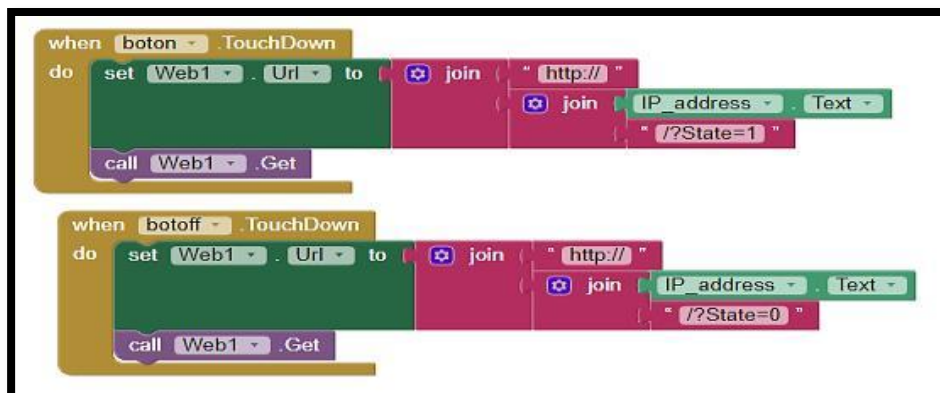 when boton .TouchDown
do set Web1 . Url to join " http:// "
join IP_address . Text
" /?State=1 "
call Web1 .Get
when botoff .TouchDown
do set Web1 . Url to join " http:// "
join IP_address . Text
" /?State=0 "
call Web1 .Get